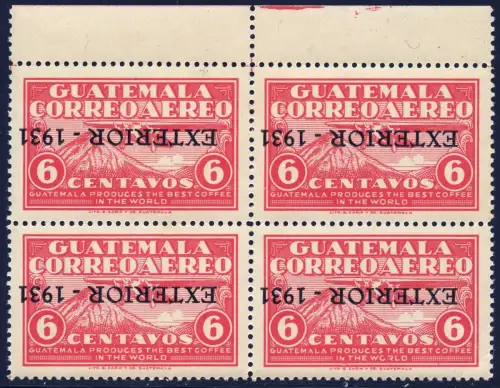 GUATEMALA
CORREO AEREO
EXTERIOR - 1931
6 6
CENTAVOS
GUATEMALA PRODUCES THE BEST COFFEE
IN THE WORLD
GUATEMALA
CORREO AEREO
EXTERIOR - 1931
6 6
CENTAVOS
GUATEMALA PRODUCES THE BEST COFFEE
IN THE WORLD
GUATEMALA
CORREO AEREO
EXTERIOR - 1931
6 6
CENTAVOS
GUATEMALA PRODUCES THE BEST COFFEE
IN THE WORLD
GUATEMALA
CORREO AEREO
EXTERIOR - 1931
6 6
CENTAVOS
GUATEMALA PRODUCES THE BEST COFFEE
IN THE WORLD